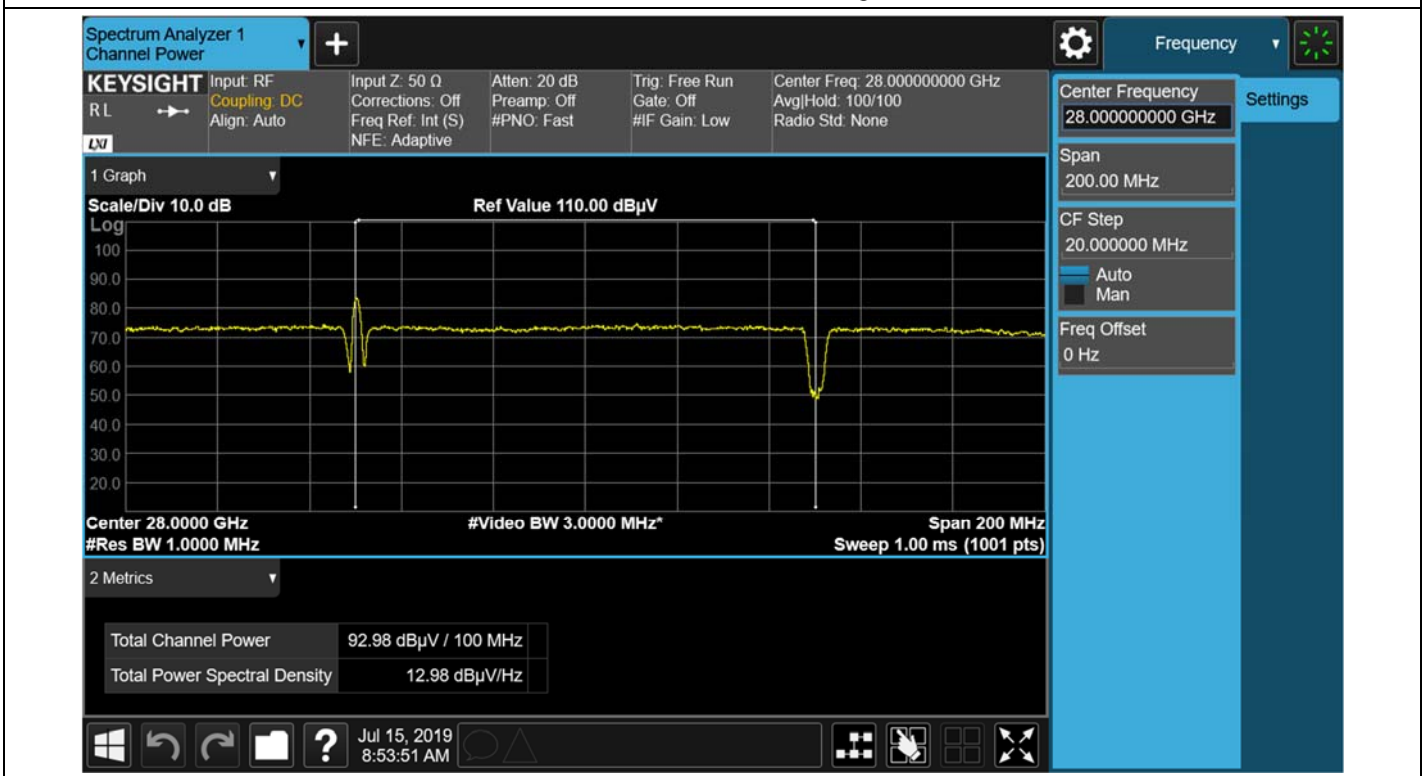 Spectrum Analyzer 1
Channel Power
+
Frequency
KEYSIGHT
RL
LXI
Input: RF
Coupling: DC
Align: Auto
Input Z: 50 Ω
Corrections: Off
Freq Ref: Int (S)
NFE: Adaptive
Atten: 20 dB
Preamp: Off
#PNO: Fast
Trig: Free Run
Gate: Off
#IF Gain: Low
Center Freq: 28.000000000 GHz
Avg|Hold: 100/100
Radio Std: None
Center Frequency
28.000000000 GHz
Settings
Span
200.00 MHz
CF Step
20.000000 MHz
Auto
Man
Freq Offset
0 Hz
1 Graph
Scale/Div 10.0 dB
Ref Value 110.00 dBµV
Log
100
90.0
80.0
70.0
60.0
50.0
40.0
30.0
20.0
Center 28.0000 GHz
#Video BW 3.0000 MHz*
Span 200 MHz
#Res BW 1.0000 MHz
Sweep 1.00 ms (1001 pts)
2 Metrics
Total Channel Power 92.98 dBµV / 100 MHz
Total Power Spectral Density 12.98 dBµV/Hz
?
Jul 15, 2019
8:53:51 AM